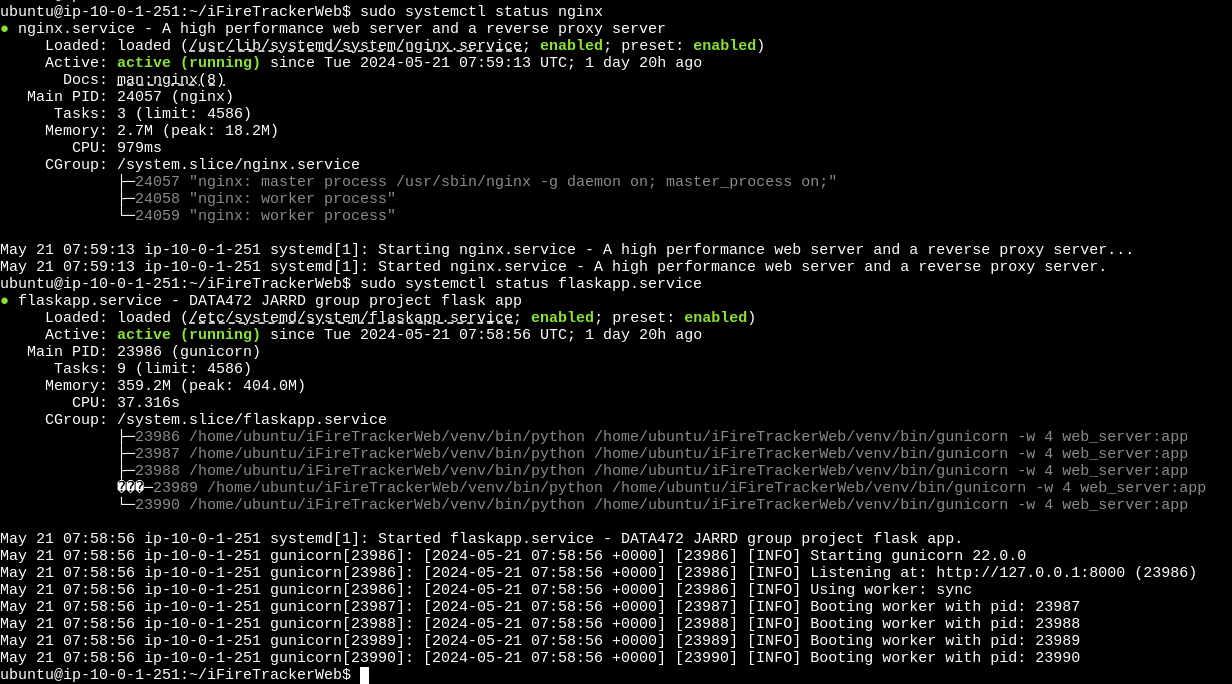 ubuntu@ip-10-0-1-251:~/iFireTrackerWeb$ sudo systemctl status nginx
● nginx.service - A high performance web server and a reverse proxy server
     Loaded: loaded (/usr/lib/systemd/system/nginx.service; enabled; preset: enabled)
     Active: active (running) since Tue 2024-05-21 07:59:13 UTC; 1 day 20h ago
       Docs: man:nginx(8)
   Main PID: 24057 (nginx)
      Tasks: 3 (limit: 4586)
     Memory: 2.7M (peak: 18.2M)
        CPU: 979ms
     CGroup: /system.slice/nginx.service
             ├─24057 "nginx: master process /usr/sbin/nginx -g daemon on; master_process on;"
             ├─24058 "nginx: worker process"
             └─24059 "nginx: worker process"

May 21 07:59:13 ip-10-0-1-251 systemd[1]: Starting nginx.service - A high performance web server and a reverse proxy server...
May 21 07:59:13 ip-10-0-1-251 systemd[1]: Started nginx.service - A high performance web server and a reverse proxy server.
ubuntu@ip-10-0-1-251:~/iFireTrackerWeb$ sudo systemctl status flaskapp.service
● flaskapp.service - DATA472 JARRD group project flask app
     Loaded: loaded (/etc/systemd/system/flaskapp.service; enabled; preset: enabled)
     Active: active (running) since Tue 2024-05-21 07:58:56 UTC; 1 day 20h ago
   Main PID: 23986 (gunicorn)
      Tasks: 9 (limit: 4586)
     Memory: 359.2M (peak: 404.0M)
        CPU: 37.316s
     CGroup: /system.slice/flaskapp.service
             ├─23986 /home/ubuntu/iFireTrackerWeb/venv/bin/python /home/ubuntu/iFireTrackerWeb/venv/bin/gunicorn -w 4 web_server:app
             ├─23987 /home/ubuntu/iFireTrackerWeb/venv/bin/python /home/ubuntu/iFireTrackerWeb/venv/bin/gunicorn -w 4 web_server:app
             ├─23988 /home/ubuntu/iFireTrackerWeb/venv/bin/python /home/ubuntu/iFireTrackerWeb/venv/bin/gunicorn -w 4 web_server:app
             ���─23989 /home/ubuntu/iFireTrackerWeb/venv/bin/python /home/ubuntu/iFireTrackerWeb/venv/bin/gunicorn -w 4 web_server:app
             └─23990 /home/ubuntu/iFireTrackerWeb/venv/bin/python /home/ubuntu/iFireTrackerWeb/venv/bin/gunicorn -w 4 web_server:app

May 21 07:58:56 ip-10-0-1-251 systemd[1]: Started flaskapp.service - DATA472 JARRD group project flask app.
May 21 07:58:56 ip-10-0-1-251 gunicorn[23986]: [2024-05-21 07:58:56 +0000] [23986] [INFO] Starting gunicorn 22.0.0
May 21 07:58:56 ip-10-0-1-251 gunicorn[23986]: [2024-05-21 07:58:56 +0000] [23986] [INFO] Listening at: http://127.0.0.1:8000 (23986)
May 21 07:58:56 ip-10-0-1-251 gunicorn[23986]: [2024-05-21 07:58:56 +0000] [23986] [INFO] Using worker: sync
May 21 07:58:56 ip-10-0-1-251 gunicorn[23987]: [2024-05-21 07:58:56 +0000] [23987] [INFO] Booting worker with pid: 23987
May 21 07:58:56 ip-10-0-1-251 gunicorn[23988]: [2024-05-21 07:58:56 +0000] [23988] [INFO] Booting worker with pid: 23988
May 21 07:58:56 ip-10-0-1-251 gunicorn[23989]: [2024-05-21 07:58:56 +0000] [23989] [INFO] Booting worker with pid: 23989
May 21 07:58:56 ip-10-0-1-251 gunicorn[23990]: [2024-05-21 07:58:56 +0000] [23990] [INFO] Booting worker with pid: 23990
ubuntu@ip-10-0-1-251:~/iFireTrackerWeb$